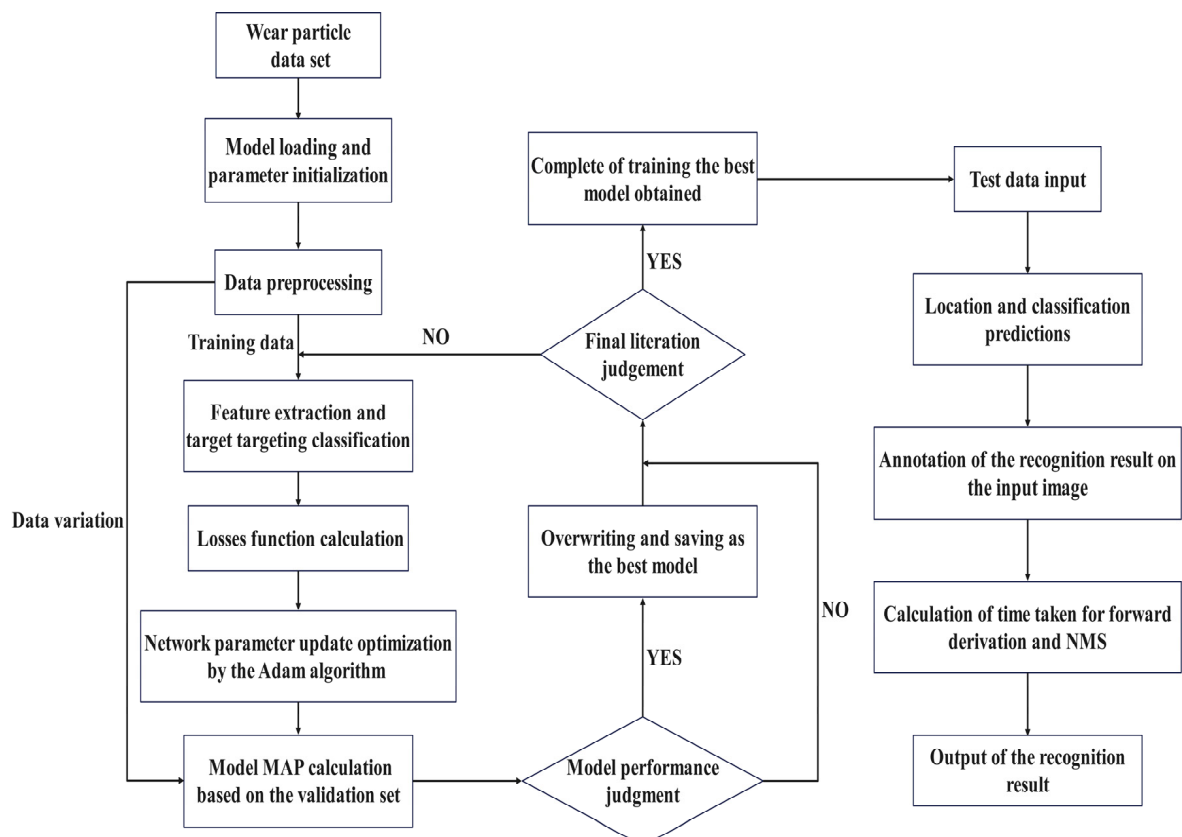 Wear particle
data set
Model loading and
parameter initialization
Data preprocessing
Training data
Feature extraction and
target targeting classification
Data variation
Losses function calculation
Network parameter update optimization
by the Adam algorithm
Model MAP calculation
based on the validation set
Model performance
judgment
YES
NO
Overwriting and saving as
the best model
Final literation
judgement
NO
YES
Complete of training the best
model obtained
Test data input
Location and classification
predictions
Annotation of the recognition result on
the input image
Calculation of time taken for forward
derivation and NMS
Output of the recognition
result